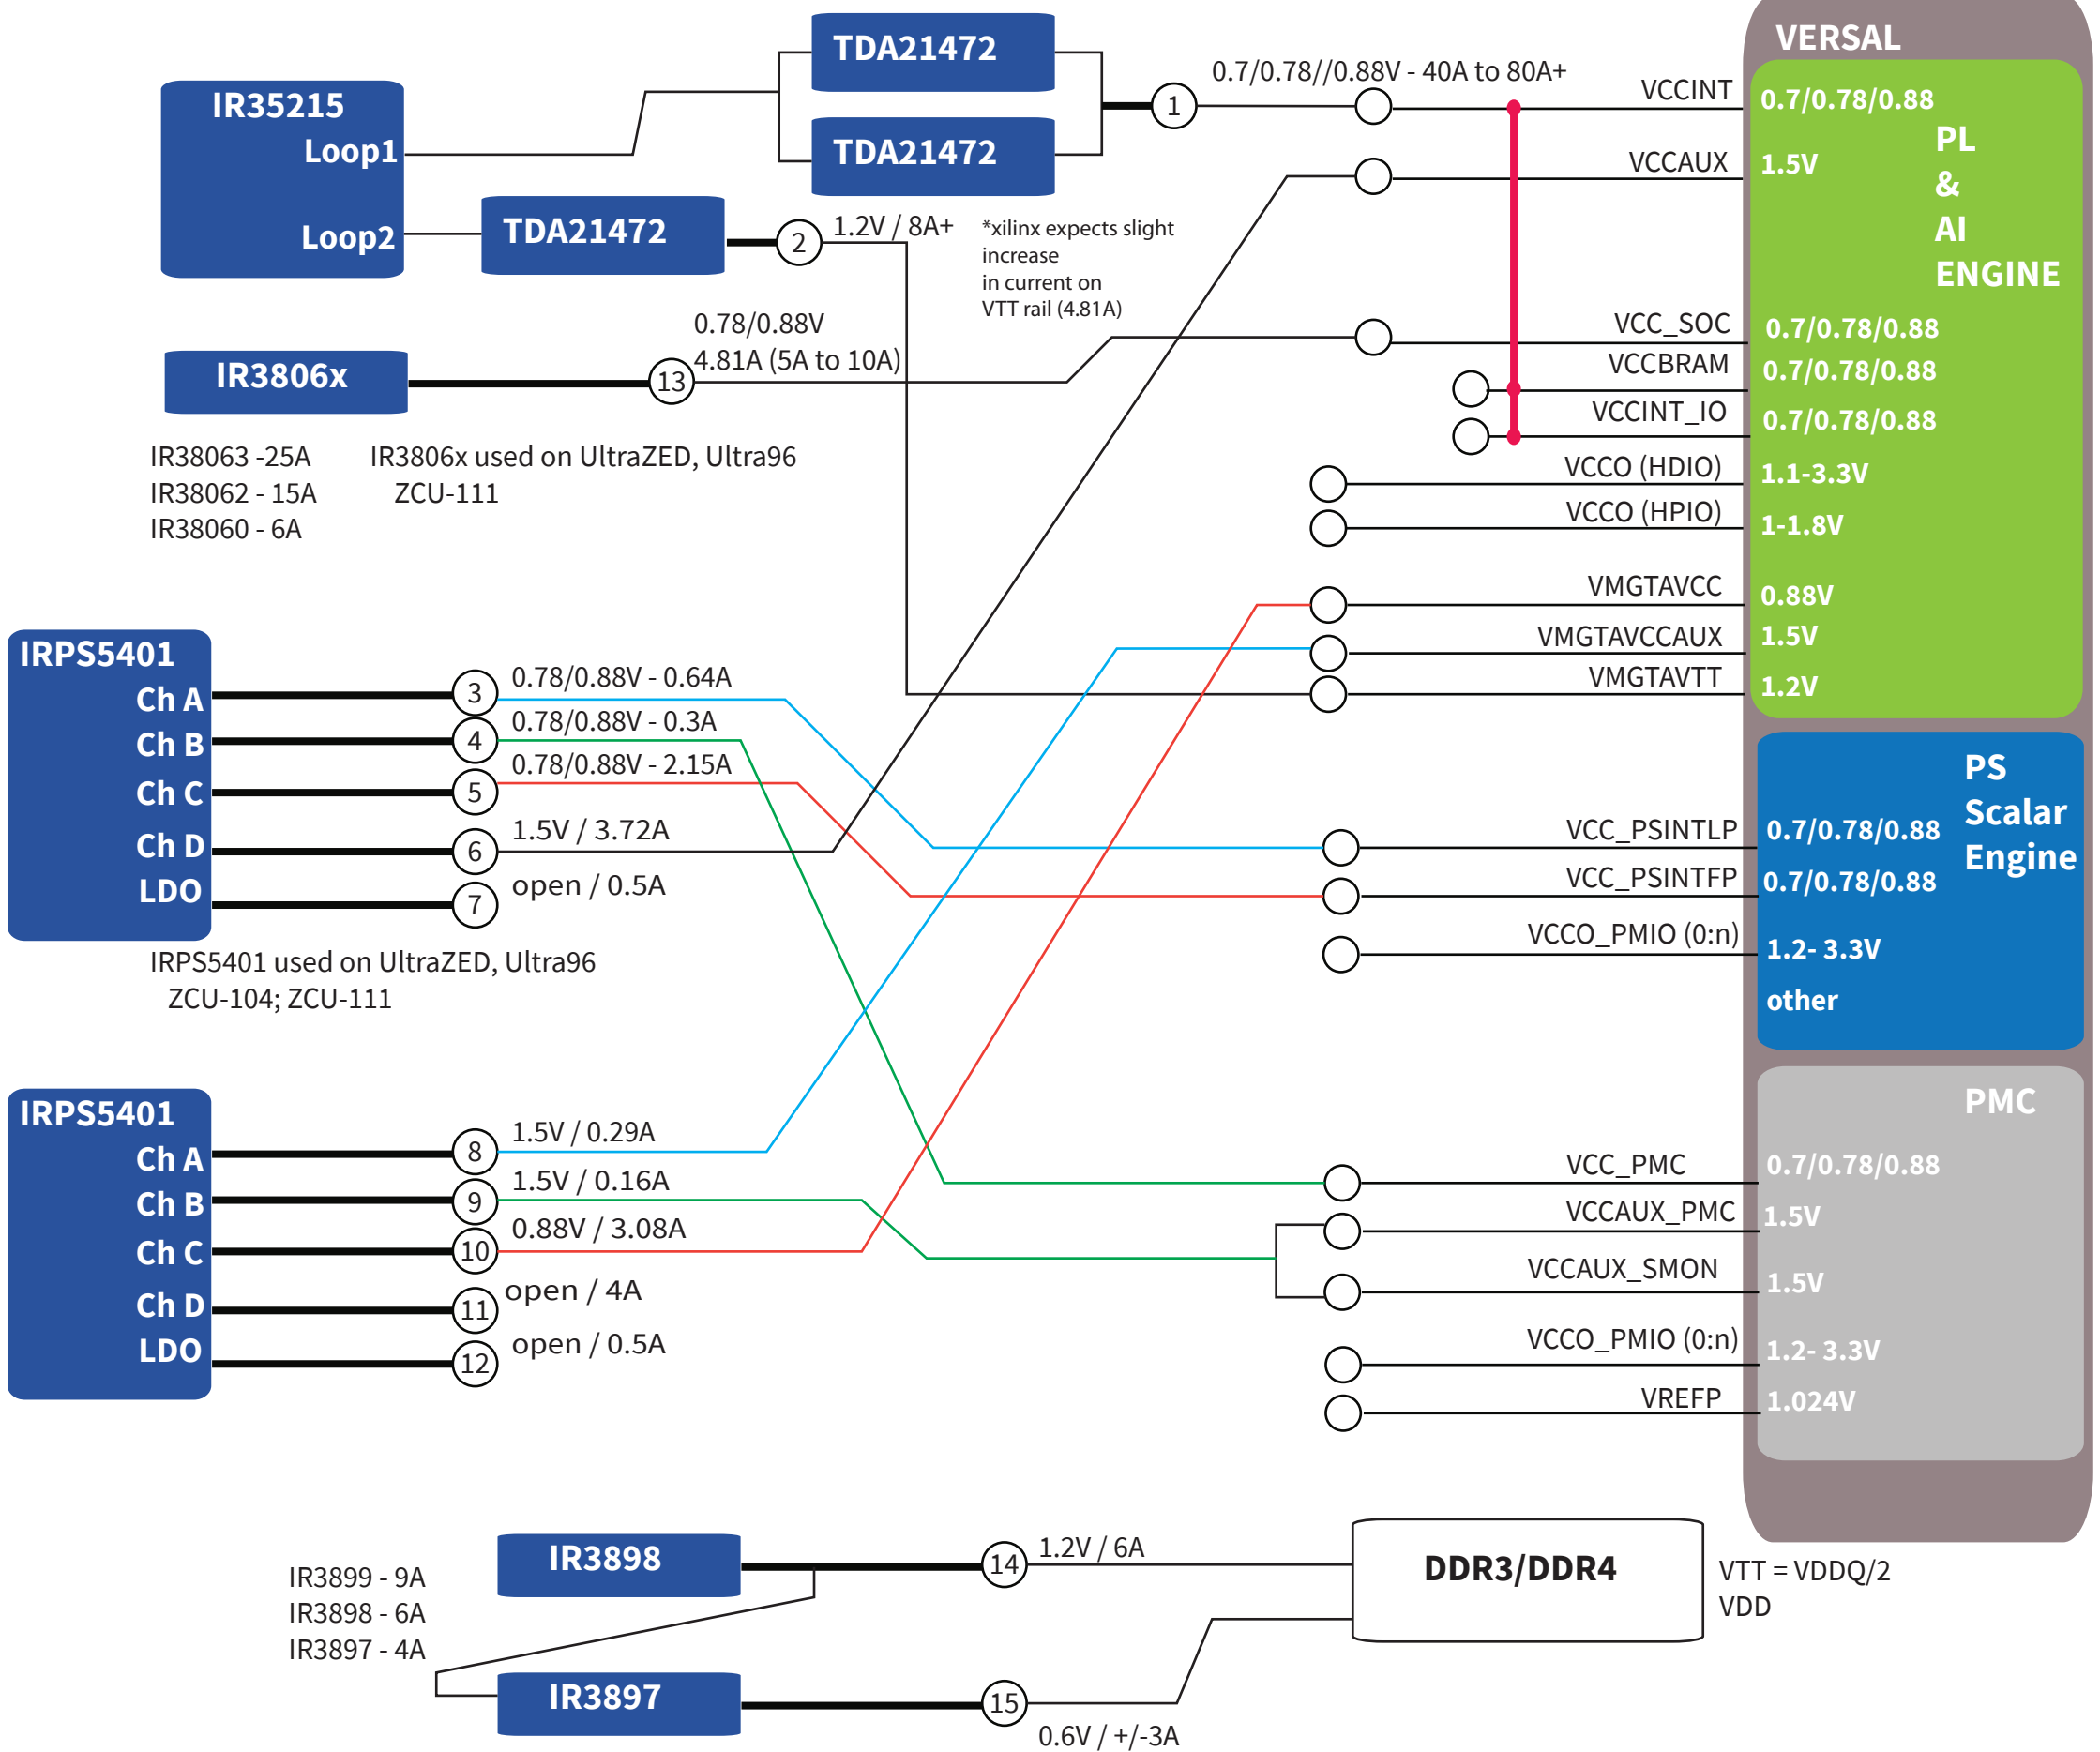 VERSAL
IR35215
Loop1
Loop2
TDA21472
TDA21472
TDA21472
1
0.7/0.78//0.88V - 40A to 80A+
2
1.2V / 8A+
*xilinx expects slight
increase
in current on
VTT rail (4.81A)
IR3806x
13
0.78/0.88V
4.81A (5A to 10A)
IR38063 -25A
IR38062 - 15A
IR38060 - 6A
IR3806x used on UltraZED, Ultra96
ZCU-111
VCCINT
0.7/0.78/0.88
VCCAUX
1.5V
PL
&
AI
ENGINE
VCC_SOC
0.7/0.78/0.88
VCCBRAM
0.7/0.78/0.88
VCCINT_IO
0.7/0.78/0.88
VCCO (HDIO)
1.1-3.3V
VCCO (HPIO)
1-1.8V
VMGTAVCC
0.88V
VMGTAVCCAUX
1.5V
VMGTAVTT
1.2V
IRPS5401
Ch A
3
0.78/0.88V - 0.64A
Ch B
4
0.78/0.88V - 0.3A
Ch C
5
0.78/0.88V - 2.15A
Ch D
6
1.5V / 3.72A
LDO
7
open / 0.5A
IRPS5401 used on UltraZED, Ultra96
ZCU-104; ZCU-111
PS
Scalar
Engine
VCC_PSINTLP
0.7/0.78/0.88
VCC_PSINTFP
0.7/0.78/0.88
VCCO_PMIO (0:n)
1.2- 3.3V
other
IRPS5401
Ch A
8
1.5V / 0.29A
Ch B
9
1.5V / 0.16A
Ch C
10
0.88V / 3.08A
Ch D
11
open / 4A
LDO
12
open / 0.5A
PMC
VCC_PMC
0.7/0.78/0.88
VCCAUX_PMC
1.5V
VCCAUX_SMON
1.5V
VCCO_PMIO (0:n)
1.2- 3.3V
VREFP
1.024V
IR3899 - 9A
IR3898 - 6A
IR3897 - 4A
IR3898
14
1.2V / 6A
IR3897
15
0.6V / +/-3A
DDR3/DDR4
VTT = VDDQ/2
VDD